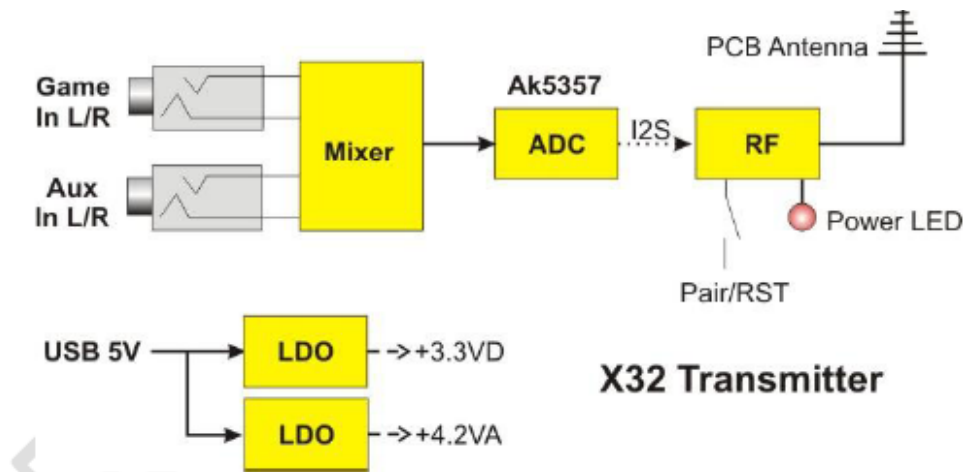 PCB Antenna
Game
In L/R
Ak5357
Mixer
ADC
I2S
RF
Aux
In L/R
Power LED
Pair/RST
USB 5V
LDO
+3.3VD
X32 Transmitter
LDO
+4.2VA